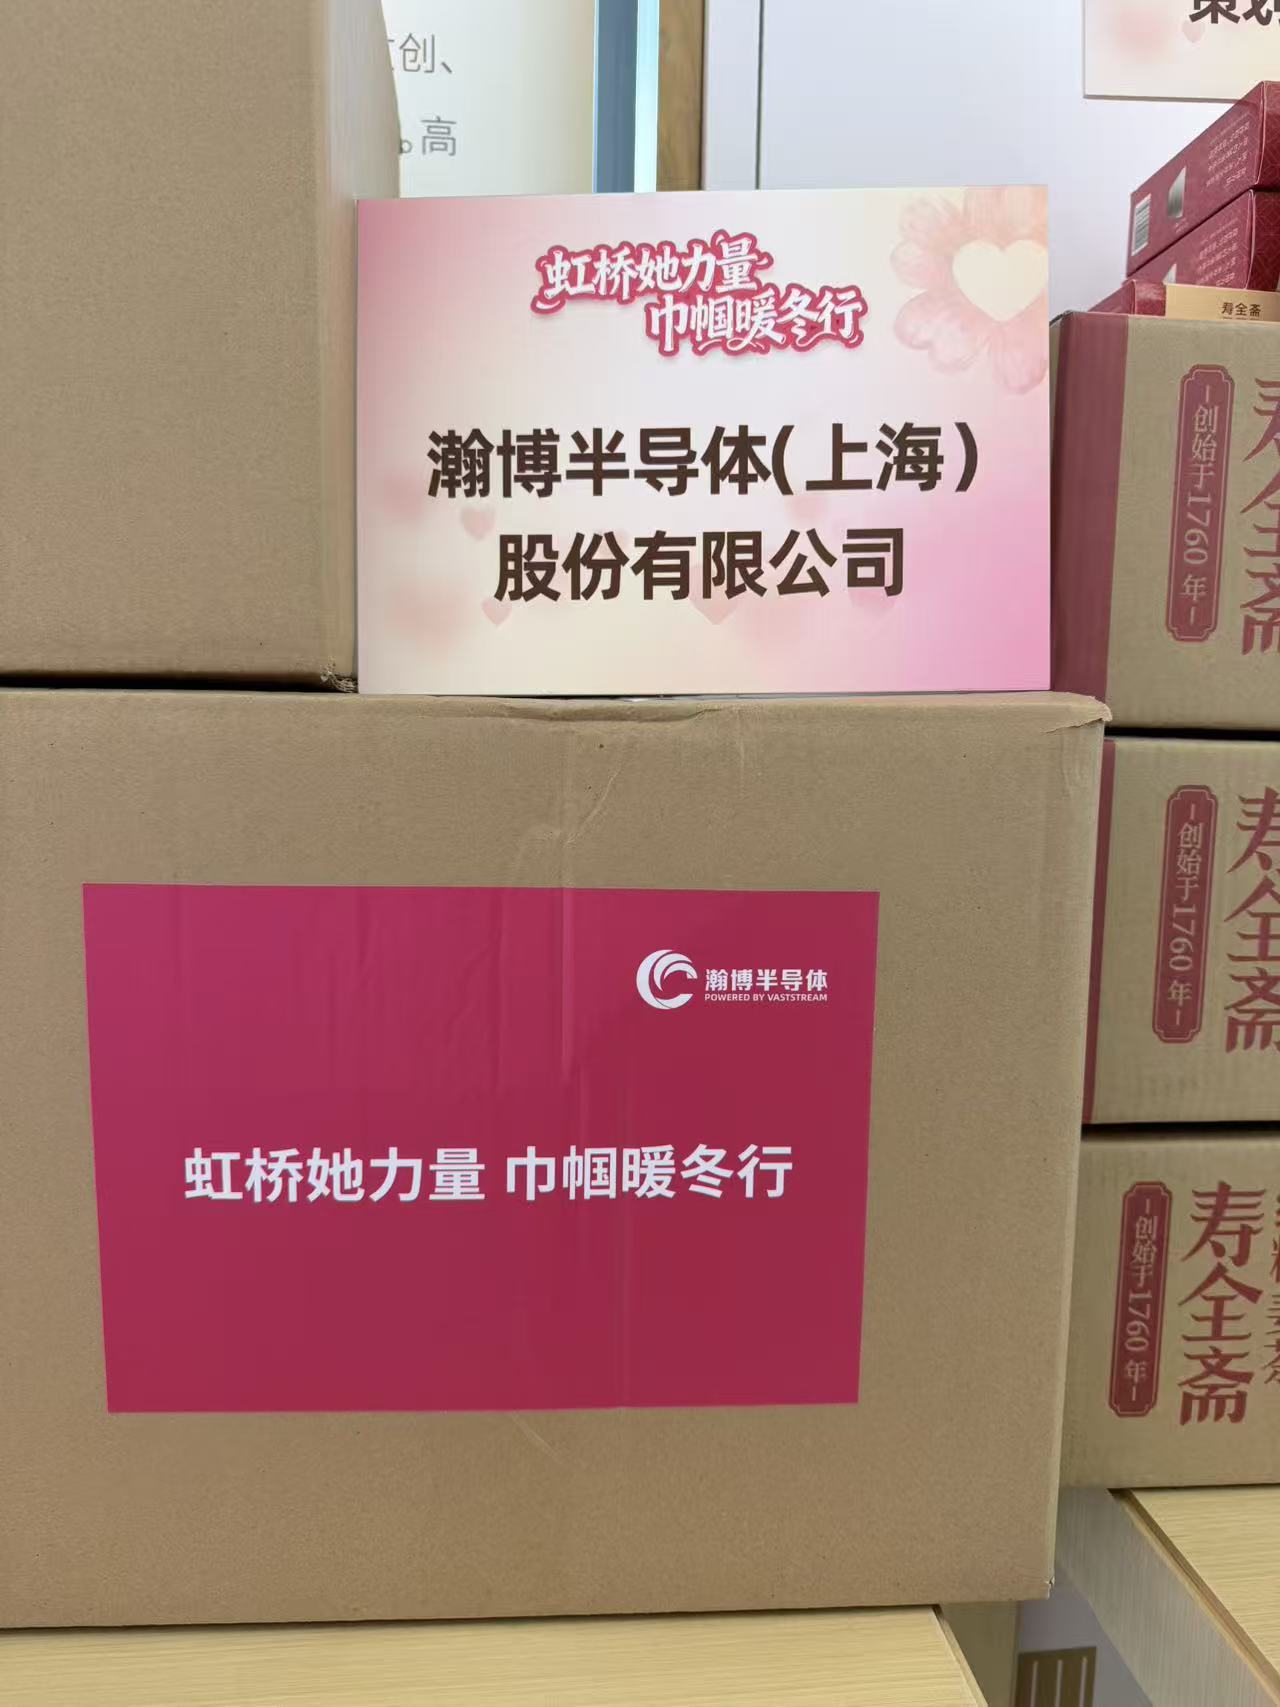 创、
。高
虹桥她力量
巾帼暖冬行
瀚博半导体(上海)
股份有限公司
瀚博半导体
POWERED BY VASTSTREAM
虹桥她力量 巾帼暖冬行
策划
寿全斋
创始于1760年
寿全斋
创始于1760年
寿全斋
创始于1760年
寿全斋